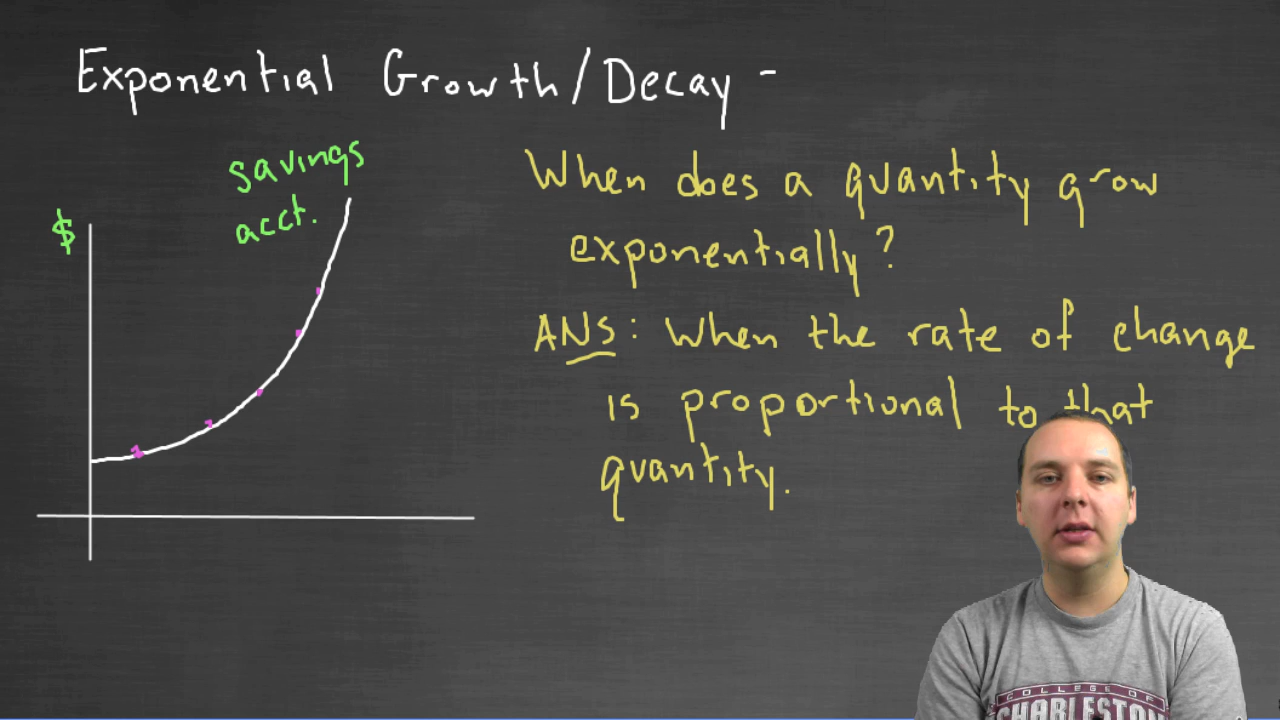 Exponential Growth/Decay -
savings
acct.
$
When does a quantity grow
exponentially?
ANS: When the rate of change
is proportional to that
quantity.
COLLEGE OF
CHARLESTON